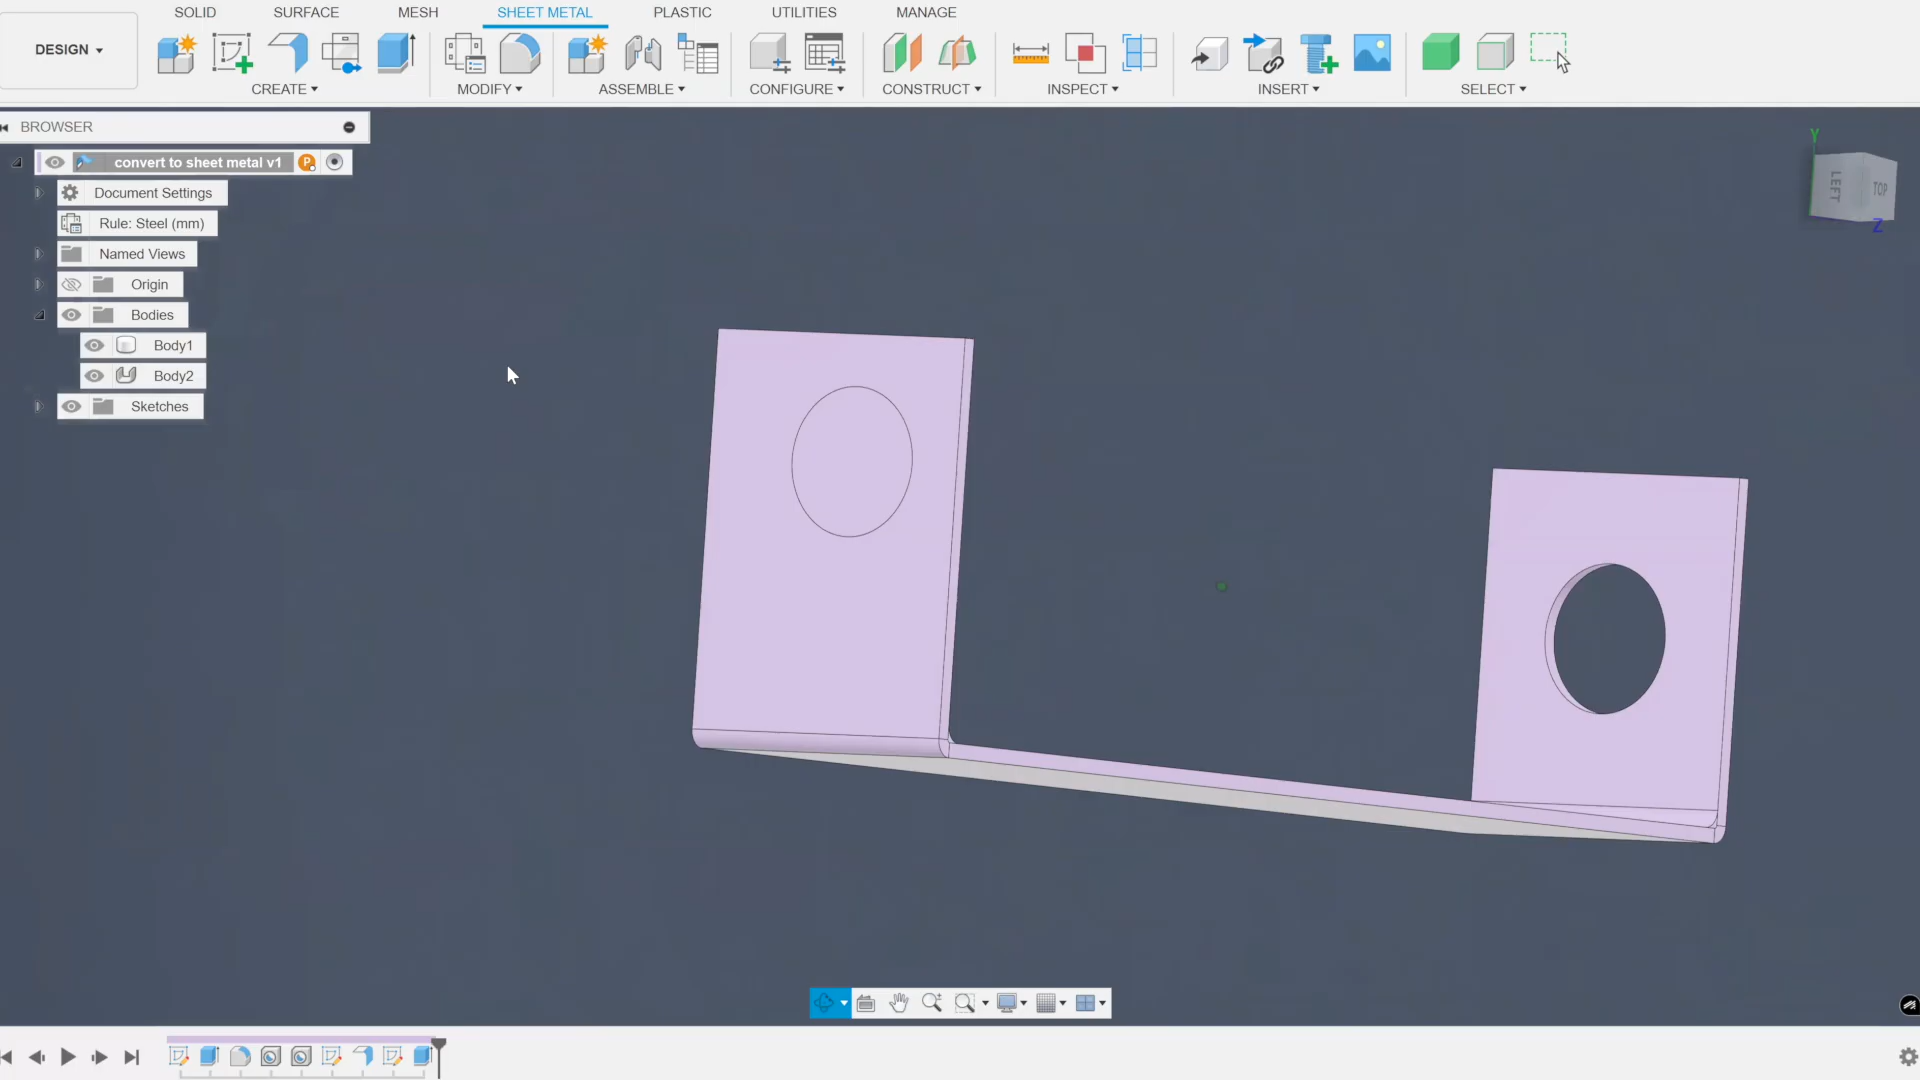 SOLID SURFACE MESH SHEET METAL PLASTIC UTILITIES MANAGE
DESIGN
CREATE MODIFY ASSEMBLE CONFIGURE CONSTRUCT INSPECT INSERT SELECT
BROWSER
convert to sheet metal v1
P
Document Settings
Rule: Steel (mm)
Named Views
Origin
Bodies
Body1
Body2
Sketches
Y
LEFT
TOP
Z